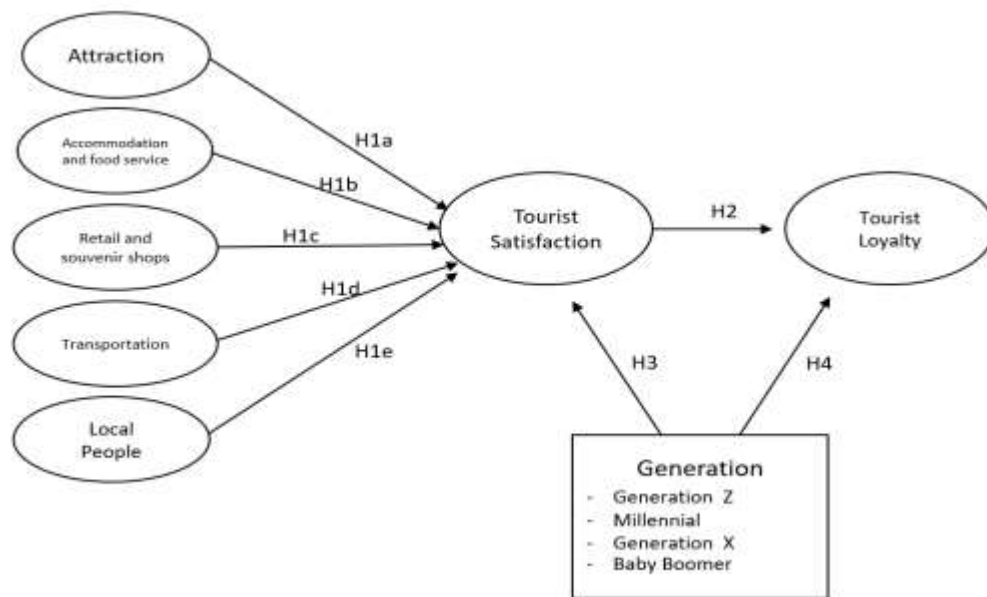 Attraction
H1a
Accommodation
and food service
H1b
Retail and
souvenir shops
H1c
Transportation
H1d
Local
People
H1e
Tourist
Satisfaction
H2
Tourist
Loyalty
H3
H4
Generation
- Generation Z
- Millennial
- Generation X
- Baby Boomer